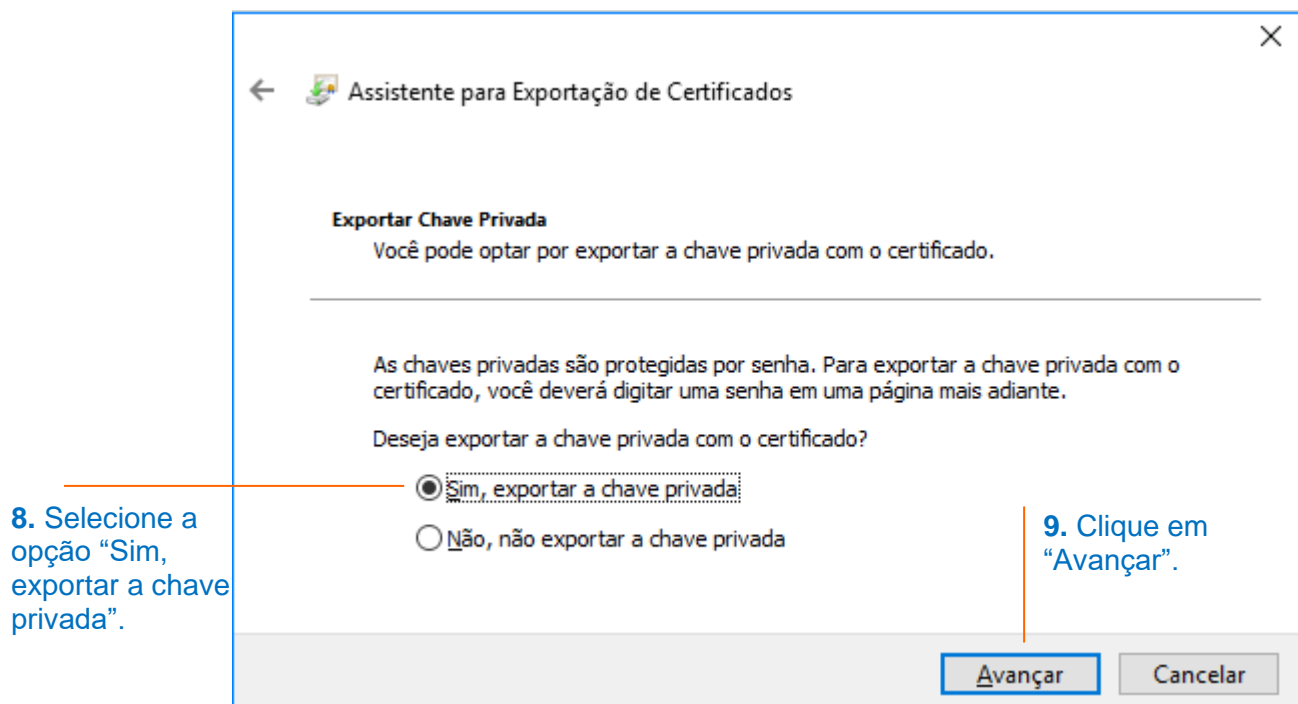 Assistente para Exportação de Certificados
Exportar Chave Privada
Você pode optar por exportar a chave privada com o certificado.
As chaves privadas são protegidas por senha. Para exportar a chave privada com o
certificado, você deverá digitar uma senha em uma página mais adiante.
Deseja exportar a chave privada com o certificado?
Sim, exportar a chave privada
Não, não exportar a chave privada
8. Selecione a
opção “Sim,
exportar a chave
privada”.
9. Clique em
“Avançar”.
Avançar
Cancelar